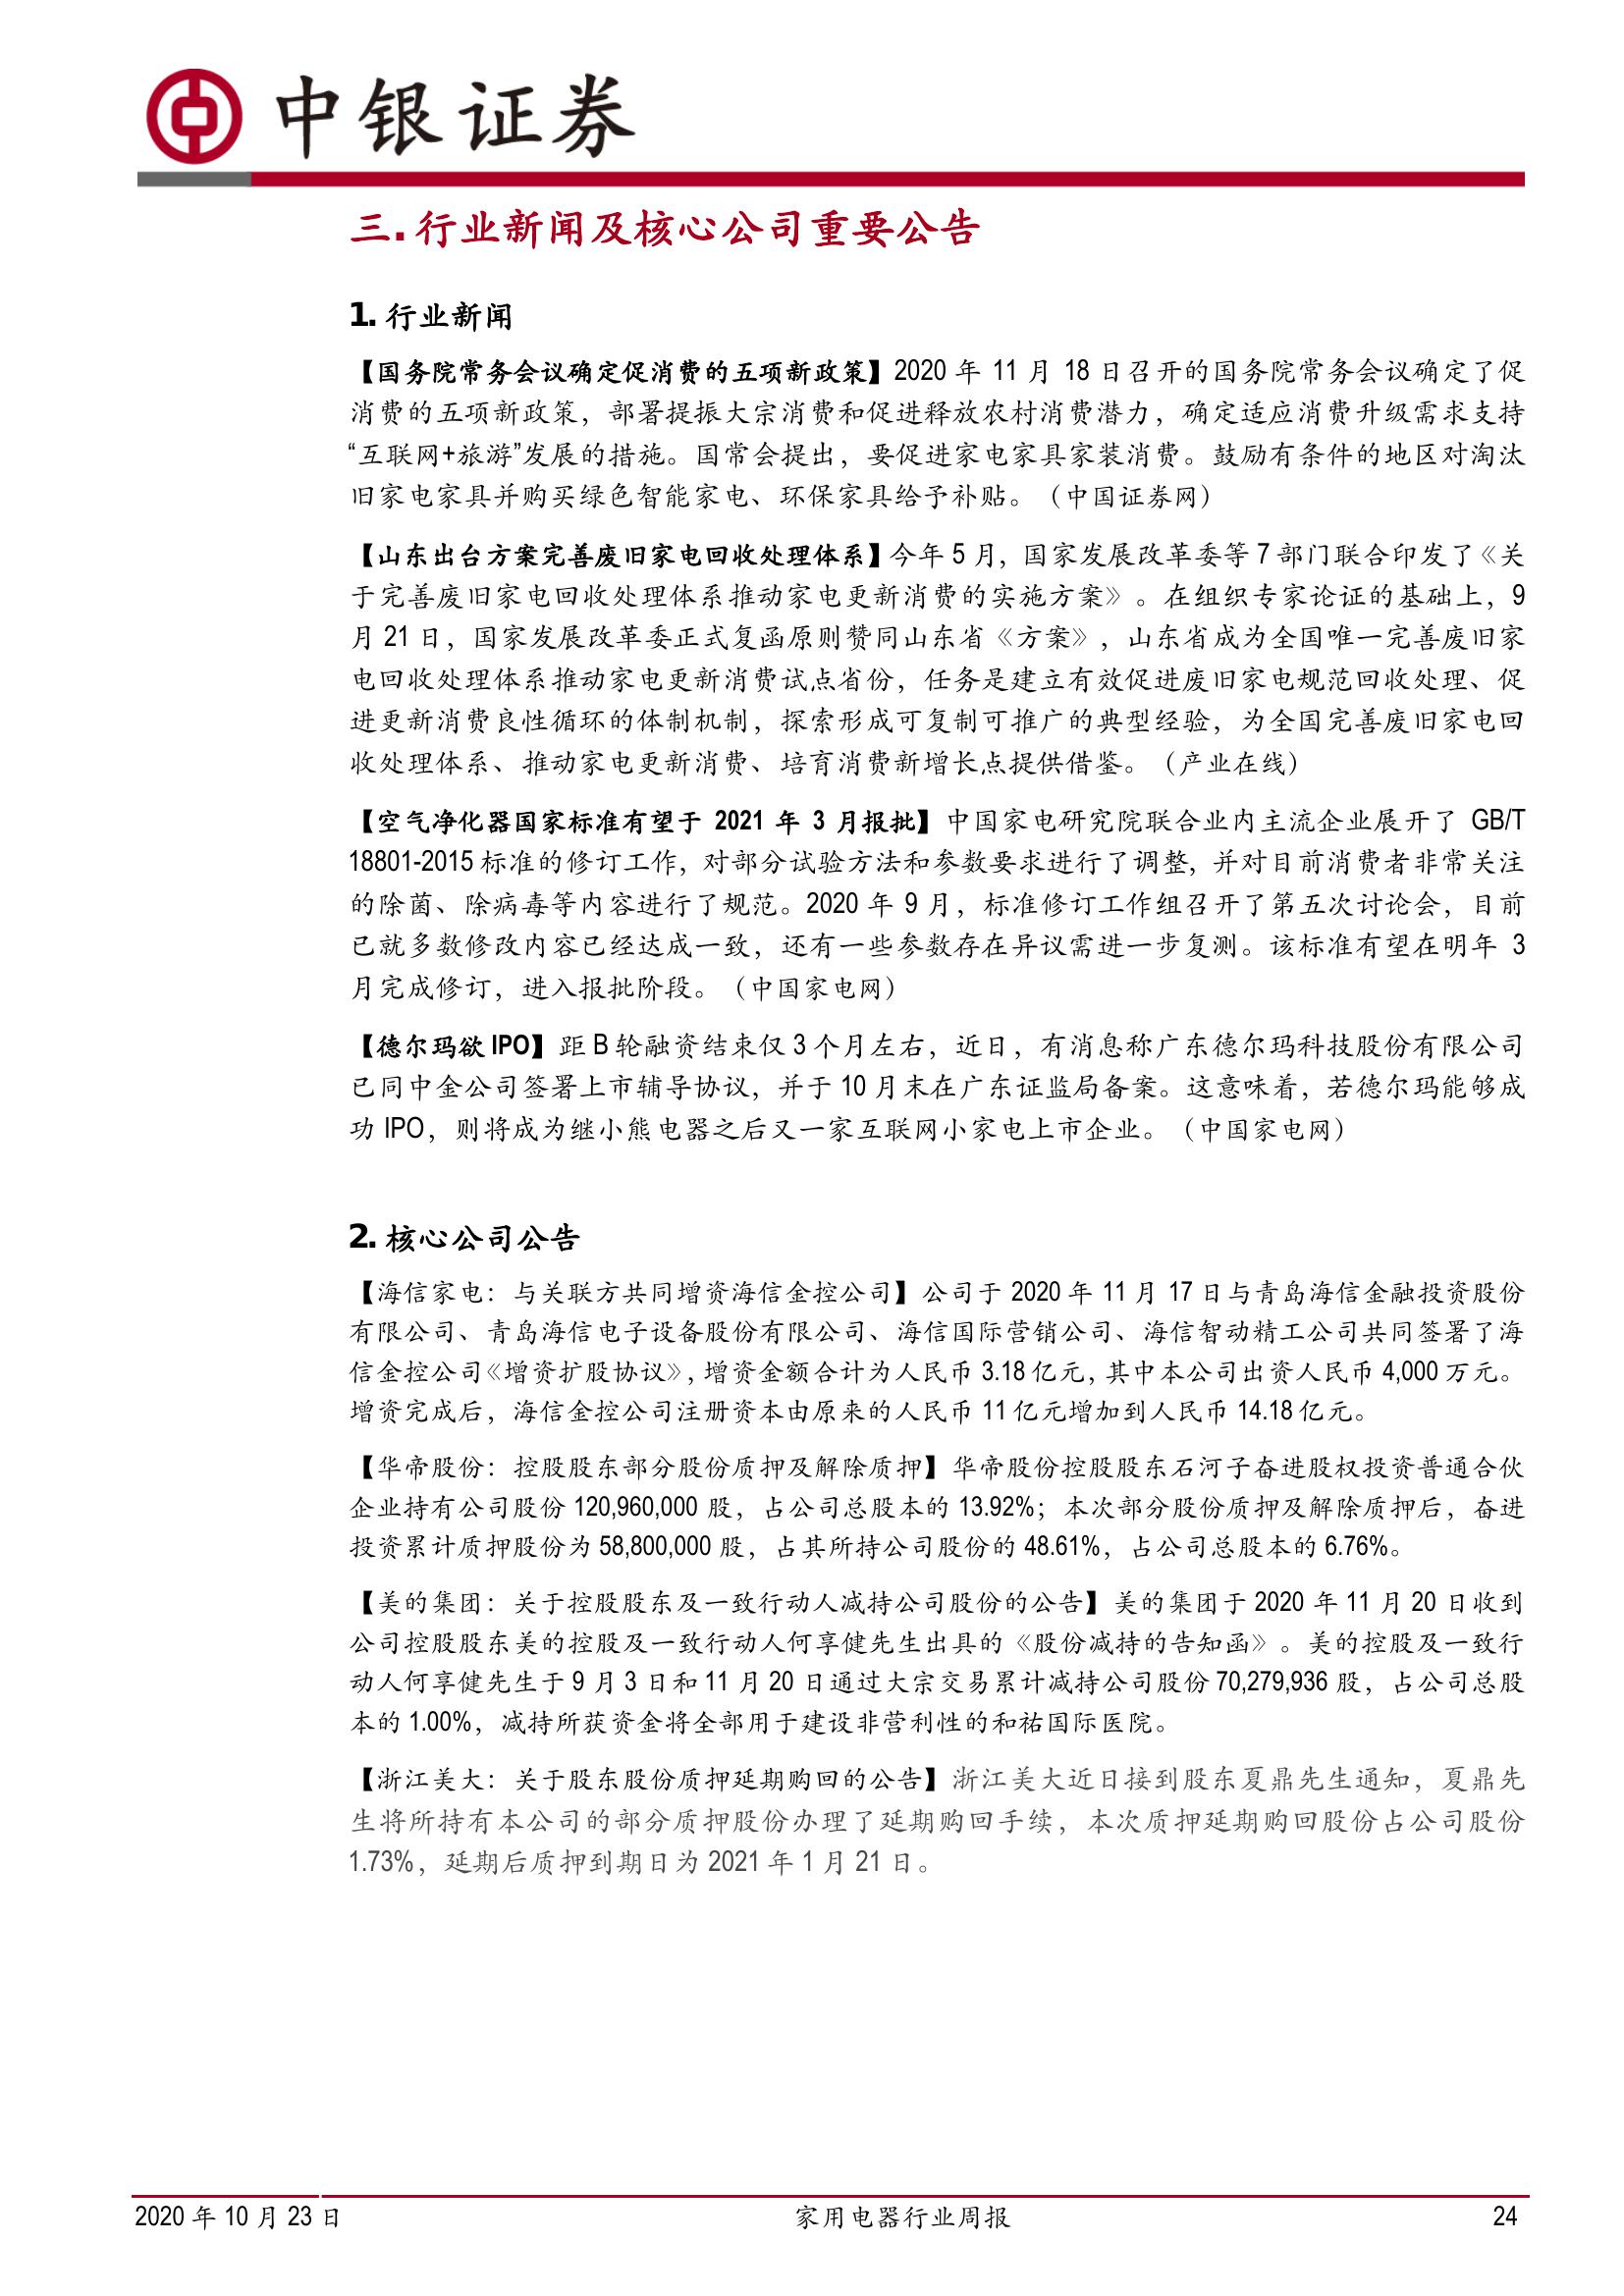 中银证券
三. 行业新闻及核心公司重要公告
1. 行业新闻
【国务院常务会议确定促消费的五项新政策】2020 年 11 月 18 日召开的国务院常务会议确定了促
消费的五项新政策，部署提振大宗消费和促进释放农村消费潜力，确定适应消费升级需求支持
“互联网+旅游”发展的措施。国常会提出，要促进家电家具家装消费。鼓励有条件的地区对淘汰
旧家电家具并购买绿色智能家电、环保家具给予补贴。（中国证券网）
【山东出台方案完善废旧家电回收处理体系】今年 5 月，国家发展改革委等 7 部门联合印发了《关
于完善废旧家电回收处理体系推动家电更新消费的实施方案》。在组织专家论证的基础上，9
月 21 日，国家发展改革委正式复函原则赞同山东省《方案》，山东省成为全国唯一完善废旧家
电回收处理体系推动家电更新消费试点省份，任务是建立有效促进废旧家电规范回收处理、促
进更新消费良性循环的体制机制，探索形成可复制可推广的典型经验，为全国完善废旧家电回
收处理体系、推动家电更新消费、培育消费新增长点提供借鉴。（产业在线）
【空气净化器国家标准有望于 2021 年 3 月报批】中国家电研究院联合业内主流企业展开了 GB/T
18801-2015 标准的修订工作，对部分试验方法和参数要求进行了调整，并对目前消费者非常关注
的除菌、除病毒等内容进行了规范。2020 年 9 月，标准修订工作组召开了第五次讨论会，目前
已就多数修改内容已经达成一致，还有一些参数存在异议需进一步复测。该标准有望在明年 3
月完成修订，进入报批阶段。（中国家电网）
【德尔玛欲 IPO】距 B 轮融资结束仅 3 个月左右，近日，有消息称广东德尔玛科技股份有限公司
已同中金公司签署上市辅导协议，并于 10 月末在广东证监局备案。这意味着，若德尔玛能够成
功 IPO，则将成为继小熊电器之后又一家互联网小家电上市企业。（中国家电网）
2. 核心公司公告
【海信家电：与关联方共同增资海信金控公司】公司于 2020 年 11 月 17 日与青岛海信金融投资股份
有限公司、青岛海信电子设备股份有限公司、海信国际营销公司、海信智动精工公司共同签署了海
信金控公司《增资扩股协议》，增资金额合计为人民币 3.18 亿元，其中本公司出资人民币 4,000 万元。
增资完成后，海信金控公司注册资本由原来的人民币 11 亿元增加到人民币 14.18 亿元。
【华帝股份：控股股东部分股份质押及解除质押】华帝股份控股股东石河子奋进股权投资普通合伙
企业持有公司股份 120,960,000 股，占公司总股本的 13.92%；本次部分股份质押及解除质押后，奋进
投资累计质押股份为 58,800,000 股，占其所持公司股份的 48.61%，占公司总股本的 6.76%。
【美的集团：关于控股股东及一致行动人减持公司股份的公告】美的集团于 2020 年 11 月 20 日收到
公司控股股东美的控股及一致行动人何享健先生出具的《股份减持的告知函》。美的控股及一致行
动人何享健先生于 9 月 3 日和 11 月 20 日通过大宗交易累计减持公司股份 70,279,936 股，占公司总股
本的 1.00%，减持所获资金将全部用于建设非营利性的和祐国际医院。
【浙江美大：关于股东股份质押延期购回的公告】浙江美大近日接到股东夏鼎先生通知，夏鼎先
生将所持有本公司的部分质押股份办理了延期购回手续，本次质押延期购回股份占公司股份
1.73%，延期后质押到期日为 2021 年 1 月 21 日。
2020 年 10 月 23 日 家用电器行业周报 24